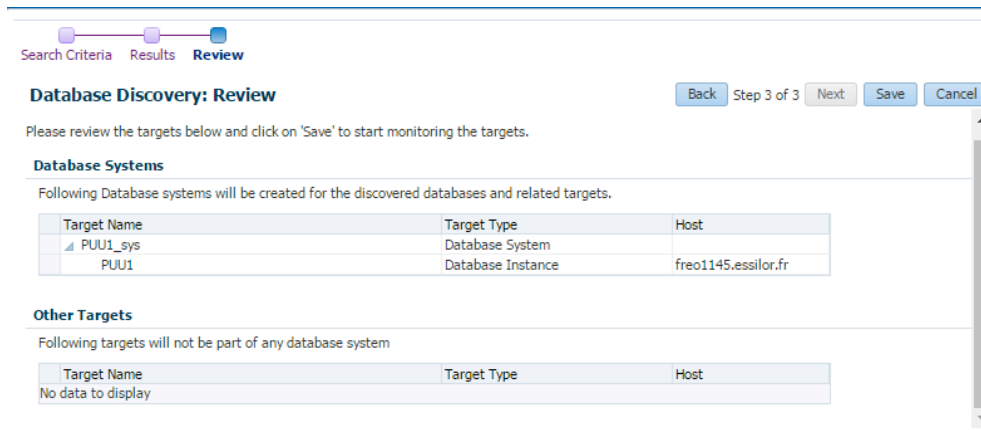 Search Criteria Results Review
Database Discovery: Review
Back Step 3 of 3 Next Save Cancel
Please review the targets below and click on 'Save' to start monitoring the targets.
Database Systems
Following Database systems will be created for the discovered databases and related targets.
Target Name Target Type Host
PUU1_sys Database System
PUU1 Database Instance freo1145.essilor.fr
Other Targets
Following targets will not be part of any database system
Target Name Target Type Host
No data to display